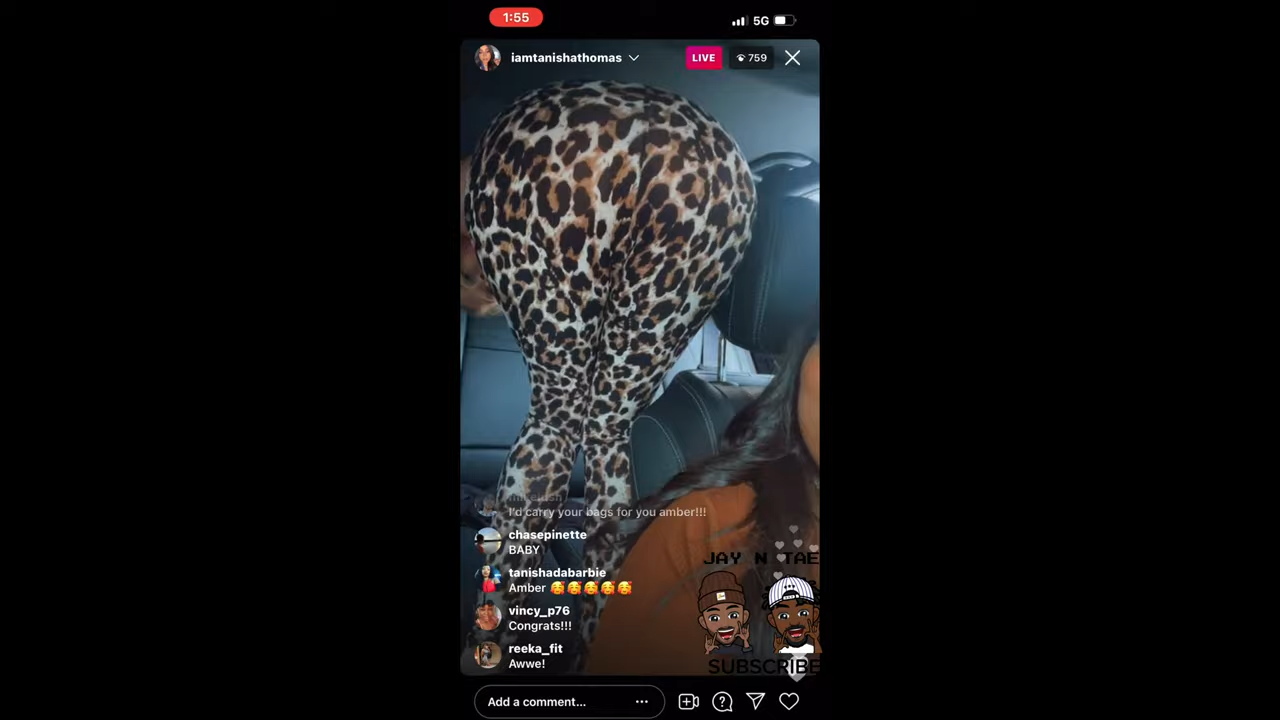 1:55
5G
iamtanishathomas
LIVE
759
I'd carry your bags for you amber!!!
chasepinette
BABY
tanishadabarbie
Amber 🥰🥰🥰🥰🥰
vincy_p76
Congrats!!!
reeka_fit
Awwe!
JAY N TAE
SUBSCRIBE
Add a comment...